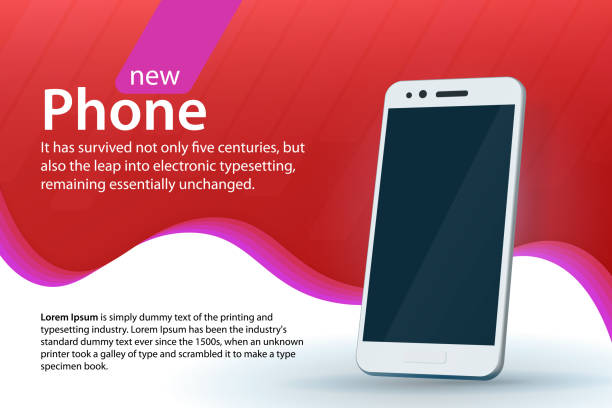 new
Phone
It has survived not only five centuries, but
also the leap into electronic typesetting,
remaining essentially unchanged.
Lorem Ipsum is simply dummy text of the printing and
typesetting industry. Lorem Ipsum has been the industry's
standard dummy text ever since the 1500s, when an unknown
printer took a galley of type and scrambled it to make a type
specimen book.